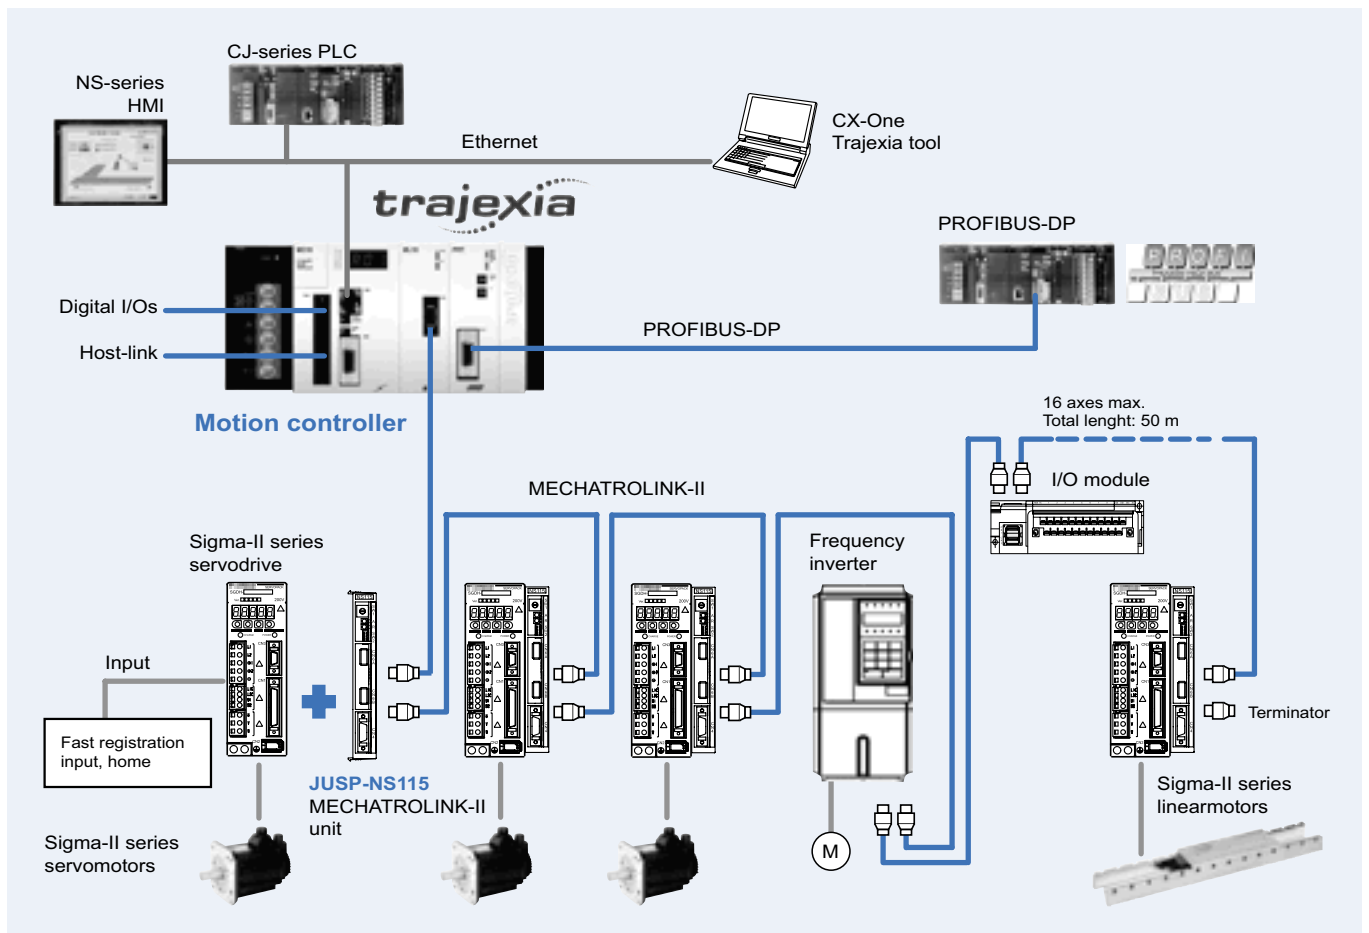 CJ-series PLC
NS-series
HMI
Ethernet
CX-One
Trajexia tool
trajexia
PROFIBUS-DP
Digital I/Os
PROFIBUS-DP
Host-link
Motion controller
16 axes max.
Total lenght: 50 m
I/O module
MECHATROLINK-II
Sigma-II series
servodrive
Frequency
inverter
Input
Terminator
Fast registration
input, home
JUSP-NS115
MECHATROLINK-II
unit
Sigma-II series
linearmotors
Sigma-II series
servomotors
M